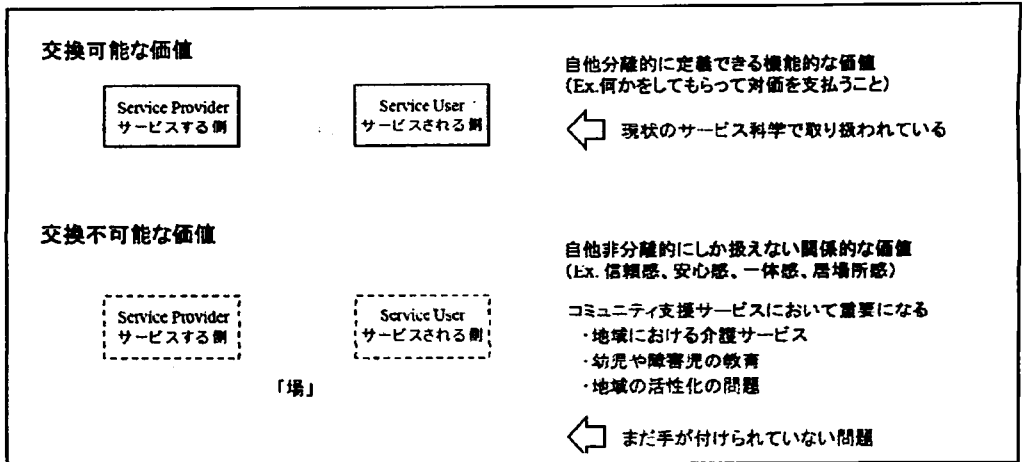 交換可能な価値
Service Provider
サービスする側
Service User
サービスされる側
自他分離的に定義できる機能的な価値
(Ex.何かをしてもらって対価を支払うこと)
現状のサービス科学で取り扱われている
交換不可能な価値
Service Provider
サービスする側
Service User
サービスされる側
「場」
自他非分離的にしか扱えない関係的な価値
(Ex. 信頼感、安心感、一体感、居場所感)
コミュニティ支援サービスにおいて重要になる
・地域における介護サービス
・幼児や障害児の教育
・地域の活性化の問題
まだ手が付けられていない問題